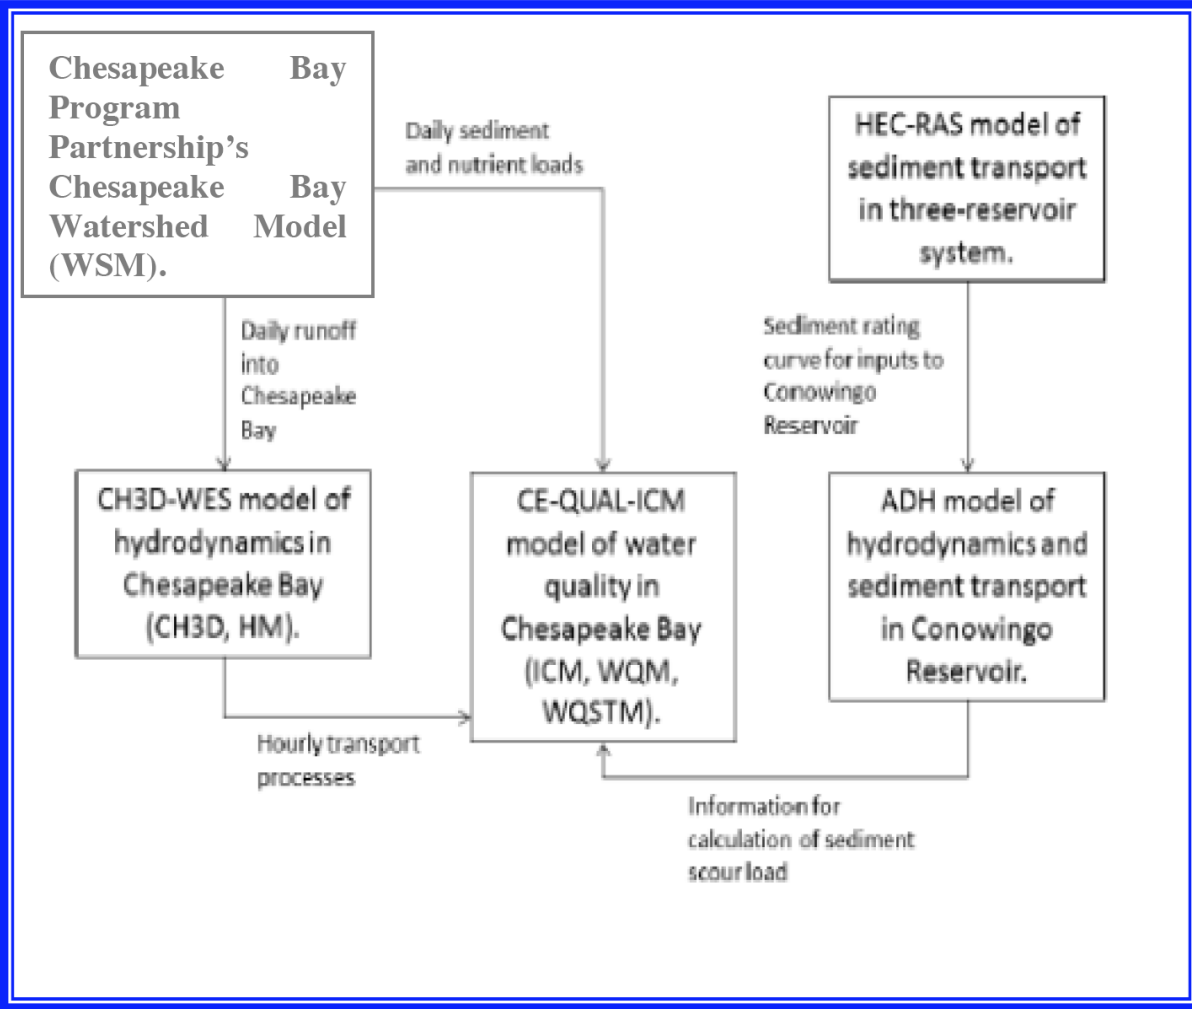 Chesapeake Bay
Program
Partnership’s
Chesapeake Bay
Watershed Model
(WSM).
Daily sediment
and nutrient loads
HEC-RAS model of
sediment transport
in three-reservoir
system.
Daily runoff
into
Chesapeake
Bay
Sediment rating
curve for inputs to
Conowingo
Reservoir
CH3D-WES model of
hydrodynamics in
Chesapeake Bay
(CH3D, HM).
CE-QUAL-ICM
model of water
quality in
Chesapeake Bay
(ICM, WQM,
WQSTM).
ADH model of
hydrodynamics and
sediment transport
in Conowingo
Reservoir.
Hourly transport
processes
Information for
calculation of sediment
scour load